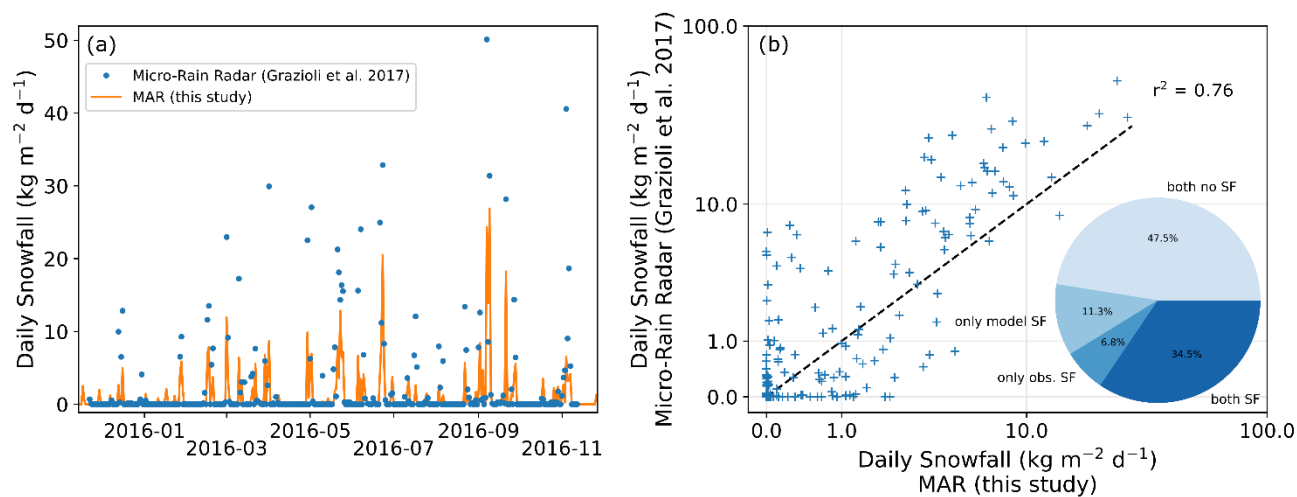 (a)
Micro-Rain Radar (Grazioli et al. 2017)
MAR (this study)
Daily Snowfall (kg m⁻² d⁻¹)
50
40
30
20
10
0
2016-01
2016-03
2016-05
2016-07
2016-09
2016-11
(b)
Daily Snowfall (kg m⁻² d⁻¹)
Micro-Rain Radar (Grazioli et al. 2017)
100.0
10.0
1.0
0.0
r² = 0.76
both no SF
47.5%
only model SF
11.3%
only obs. SF
6.8%
both SF
34.5%
0.0
1.0
10.0
100.0
Daily Snowfall (kg m⁻² d⁻¹)
MAR (this study)